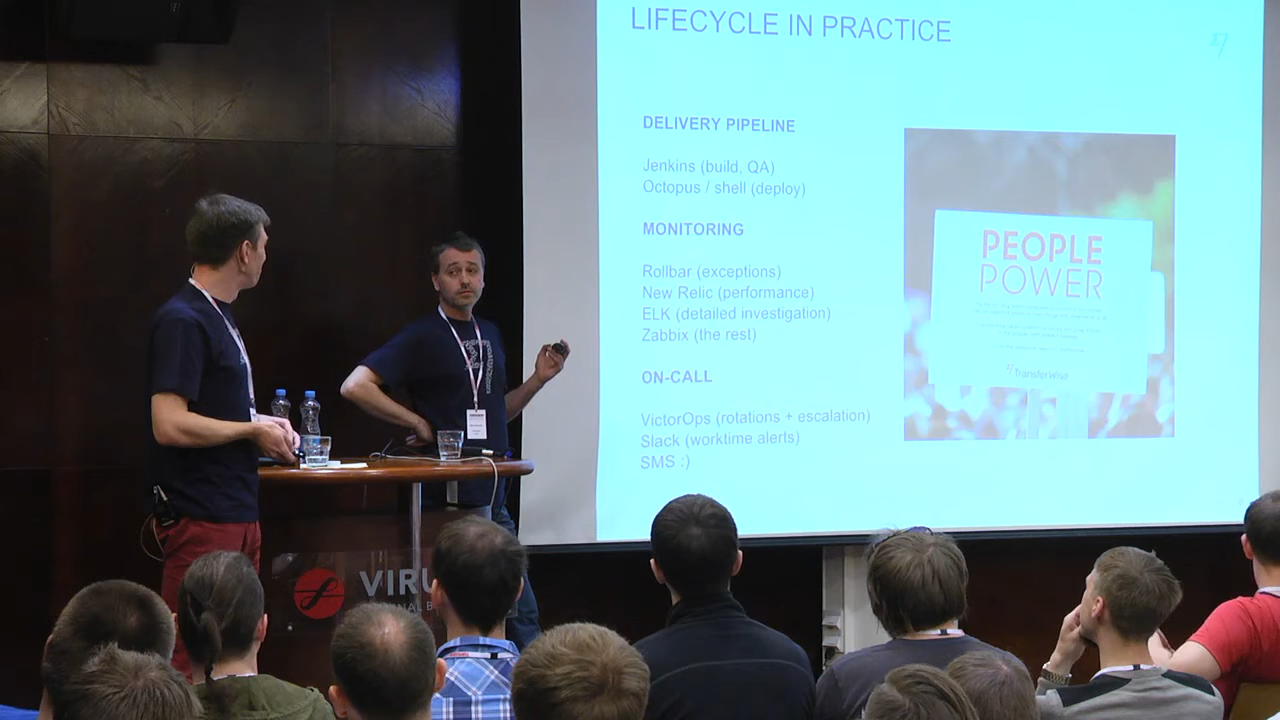 LIFECYCLE IN PRACTICE
DELIVERY PIPELINE
Jenkins (build, QA)
Octopus / shell (deploy)
MONITORING
Rollbar (exceptions)
New Relic (performance)
ELK (detailed investigation)
Zabbix (the rest)
ON-CALL
VictorOps (rotations + escalation)
Slack (worktime alerts)
SMS :)
PEOPLE
POWER
TransferWise
VIRU